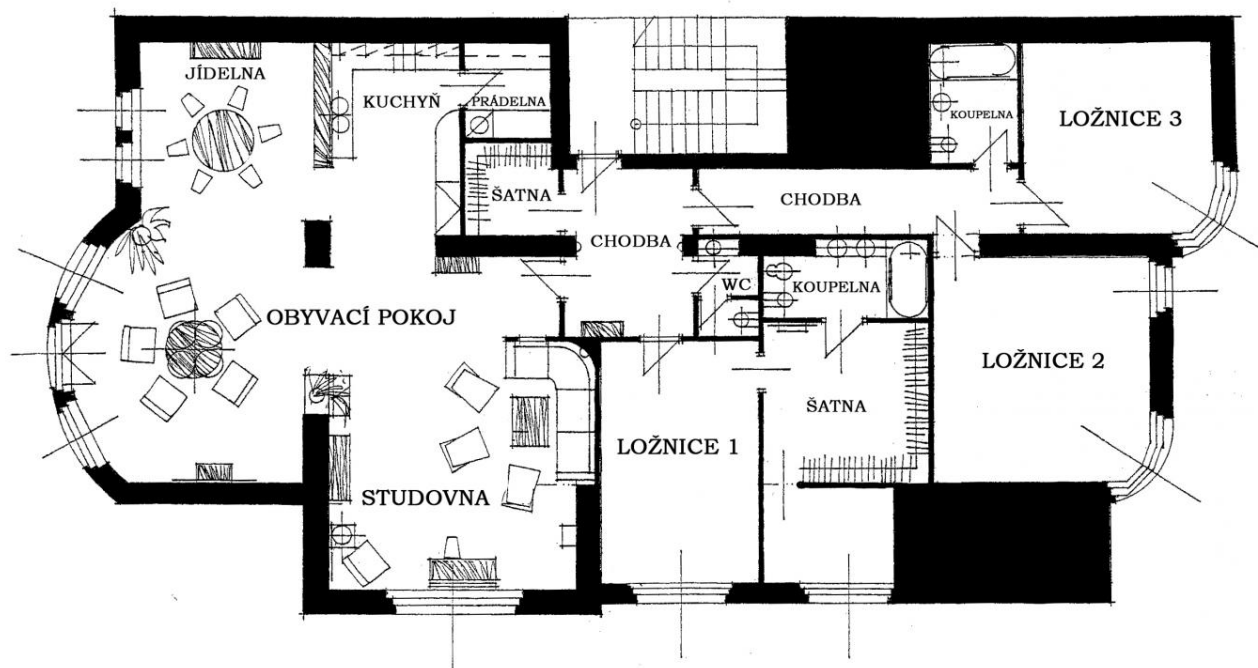 JÍDELNA
KUCHYŇ
PRÁDELNA
KOUPELNA
LOŽNICE 3
ŠATNA
CHODBA
CHODBA
WC
KOUPELNA
OBYVACÍ POKOJ
LOŽNICE 2
ŠATNA
LOŽNICE 1
STUDOVNA